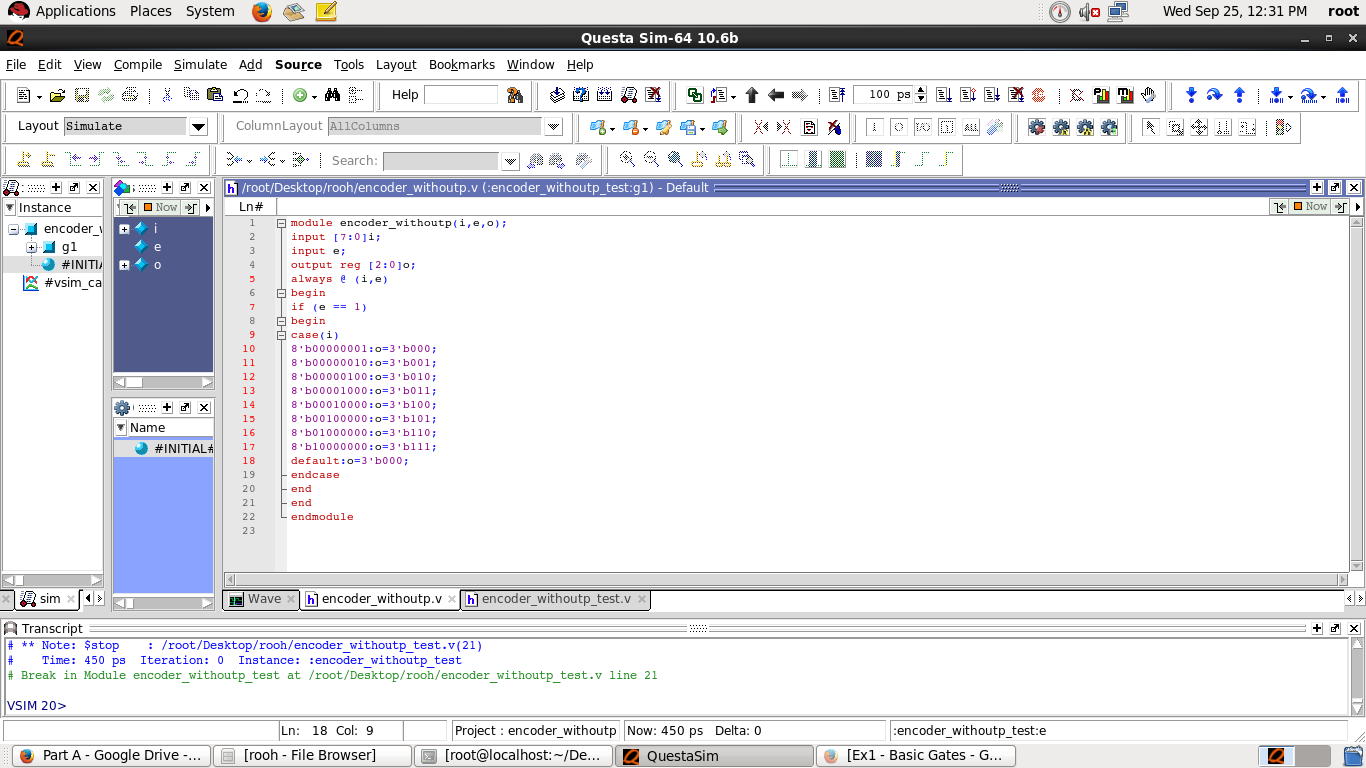 Applications Places System Wed Sep 25, 12:31 PM root
Questa Sim-64 10.6b
File Edit View Compile Simulate Add Source Tools Layout Bookmarks Window Help
Help 100 ps
Layout Simulate ColumnLayout AllColumns
Search:
/root/Desktop/rooh/encoder_withoutp.v (:encoder_withoutp_test:g1) - Default
Instance
encoder_w
g1
#INITIA
#vsim_ca
Now
i
e
o
Name
#INITIAL#
Ln# Now
1 module encoder_withoutp(i,e,o);
2 input [7:0]i;
3 input e;
4 output reg [2:0]o;
5 always @ (i,e)
6 begin
7 if (e == 1)
8 begin
9 case(i)
10 8'b00000001:o=3'b000;
11 8'b00000010:o=3'b001;
12 8'b00000100:o=3'b010;
13 8'b00001000:o=3'b011;
14 8'b00010000:o=3'b100;
15 8'b00100000:o=3'b101;
16 8'b01000000:o=3'b110;
17 8'b10000000:o=3'b111;
18 default:o=3'b000;
19 endcase
20 end
21 end
22 endmodule
23
sim
Wave encoder_withoutp.v encoder_withoutp_test.v
Transcript
# ** Note: $stop : /root/Desktop/rooh/encoder_withoutp_test.v(21)
# Time: 450 ps Iteration: 0 Instance: :encoder_withoutp_test
# Break in Module encoder_withoutp_test at /root/Desktop/rooh/encoder_withoutp_test.v line 21
VSIM 20>
Ln: 18 Col: 9 Project : encoder_withoutp Now: 450 ps Delta: 0 :encoder_withoutp_test:e
Part A - Google Drive -... [rooh - File Browser] [root@localhost:~/De... QuestaSim [Ex1 - Basic Gates - G...